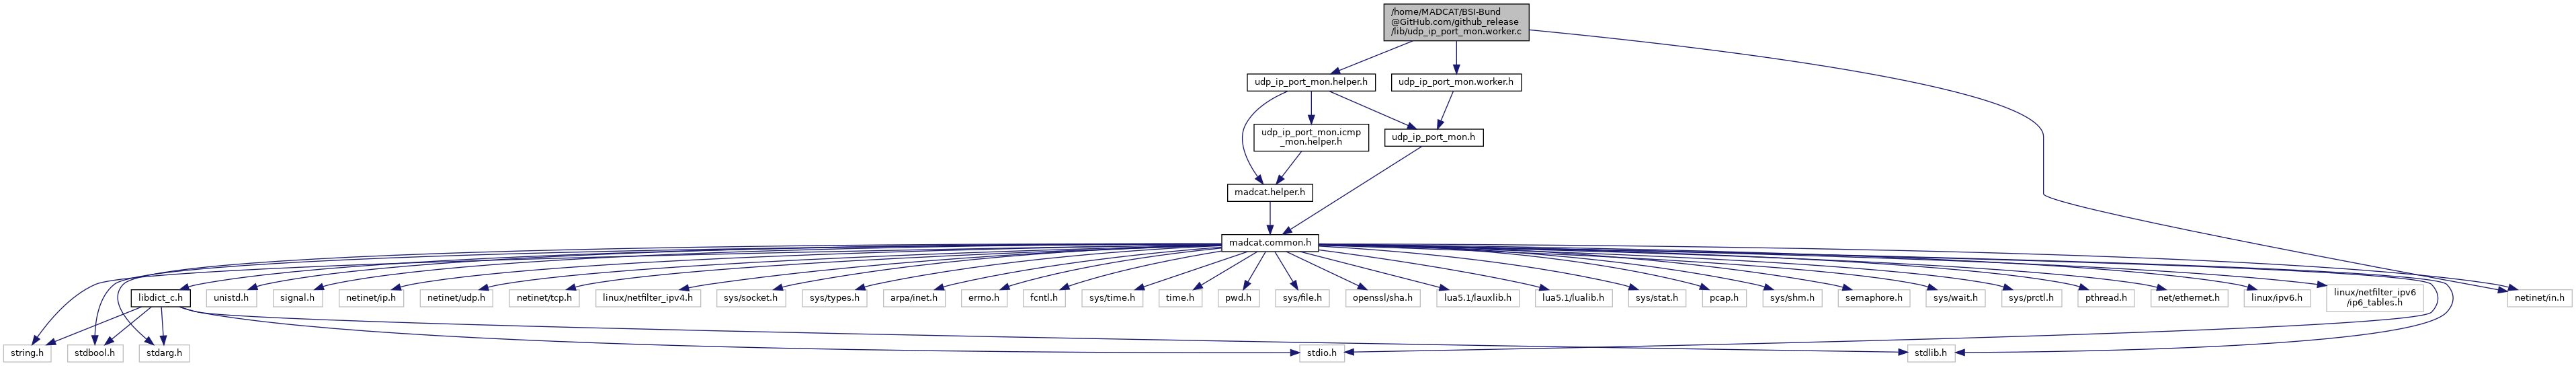 /home/MADCAT/BSI-Bund
@GitHub.com/github_release
/lib/udp_ip_port_mon.worker.c
udp_ip_port_mon.helper.h
udp_ip_port_mon.worker.h
udp_ip_port_mon.icmp
_mon.helper.h
udp_ip_port_mon.h
madcat.helper.h
madcat.common.h
libdict_c.h
unistd.h
signal.h
netinet/ip.h
netinet/udp.h
netinet/tcp.h
linux/netfilter_ipv4.h
sys/socket.h
sys/types.h
arpa/inet.h
errno.h
fcntl.h
sys/time.h
time.h
pwd.h
sys/file.h
openssl/sha.h
lua5.1/lauxlib.h
lua5.1/lualib.h
sys/stat.h
pcap.h
sys/shm.h
semaphore.h
sys/wait.h
sys/prctl.h
pthread.h
net/ethernet.h
linux/ipv6.h
linux/netfilter_ipv6
/ip6_tables.h
netinet/in.h
string.h
stdbool.h
stdarg.h
stdio.h
stdlib.h